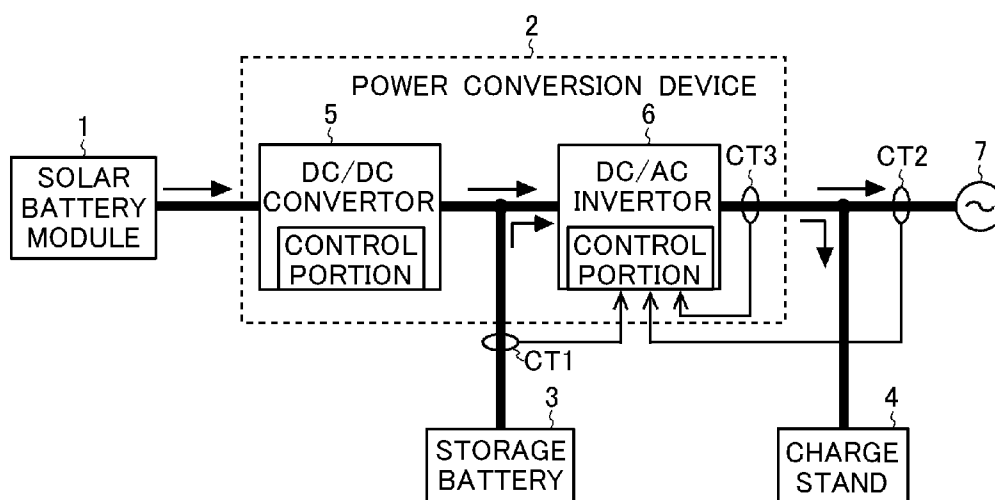 2
POWER CONVERSION DEVICE
1
5
6
7
SOLAR
BATTERY
MODULE
DC/DC
CONVERTOR
CONTROL
PORTION
DC/AC
INVERTOR
CONTROL
PORTION
CT3
CT2
CT1
3
STORAGE
BATTERY
4
CHARGE
STAND